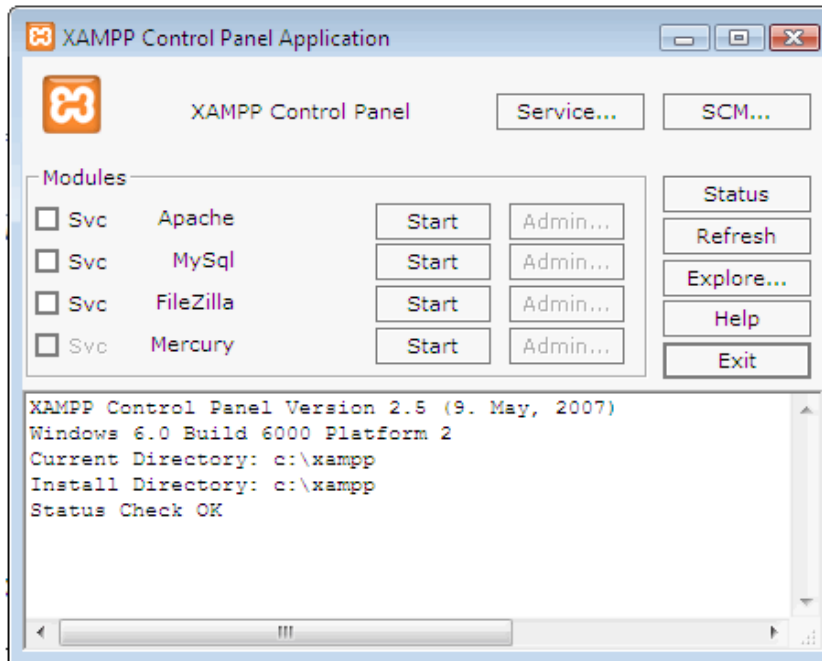 XAMPP Control Panel Application
XAMPP Control Panel
Service...
SCM...
Modules
Svc Apache Start Admin...
Svc MySql Start Admin...
Svc FileZilla Start Admin...
Svc Mercury Start Admin...
Status
Refresh
Explore...
Help
Exit
XAMPP Control Panel Version 2.5 (9. May, 2007)
Windows 6.0 Build 6000 Platform 2
Current Directory: c:\xampp
Install Directory: c:\xampp
Status Check OK